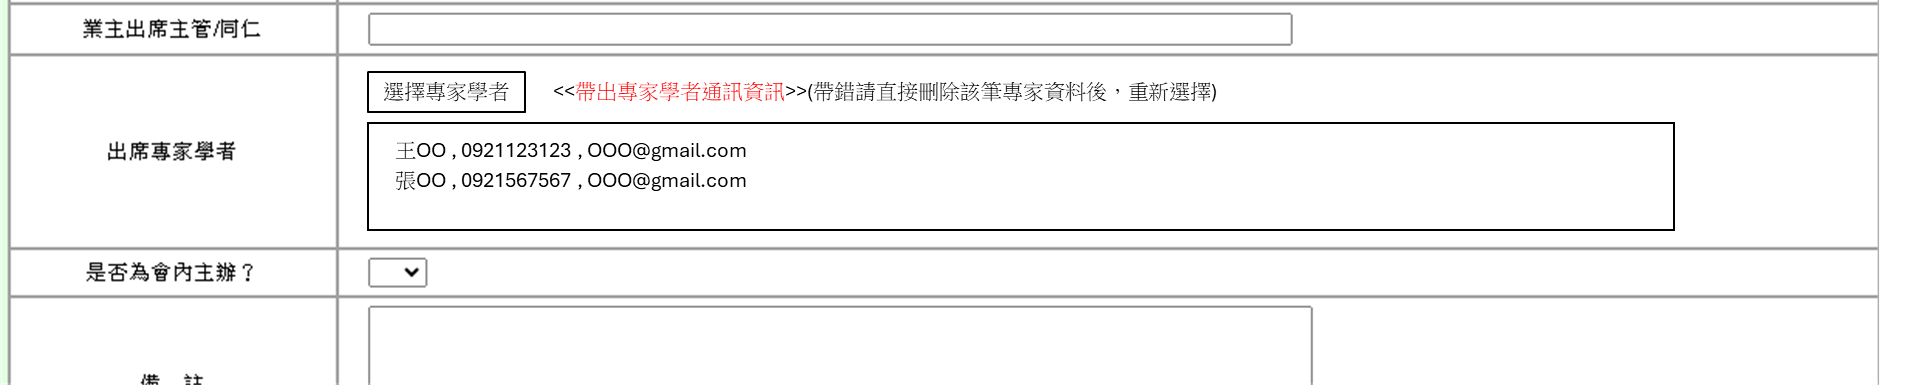 業主出席主管/同仁
選擇專家學者 <<帶出專家學者通訊資訊>>(帶錯請直接刪除該筆專家資料後，重新選擇)
出席專家學者
王OO , 0921123123 , OOO@gmail.com
張OO , 0921567567 , OOO@gmail.com
是否為會內主辦？
備 註